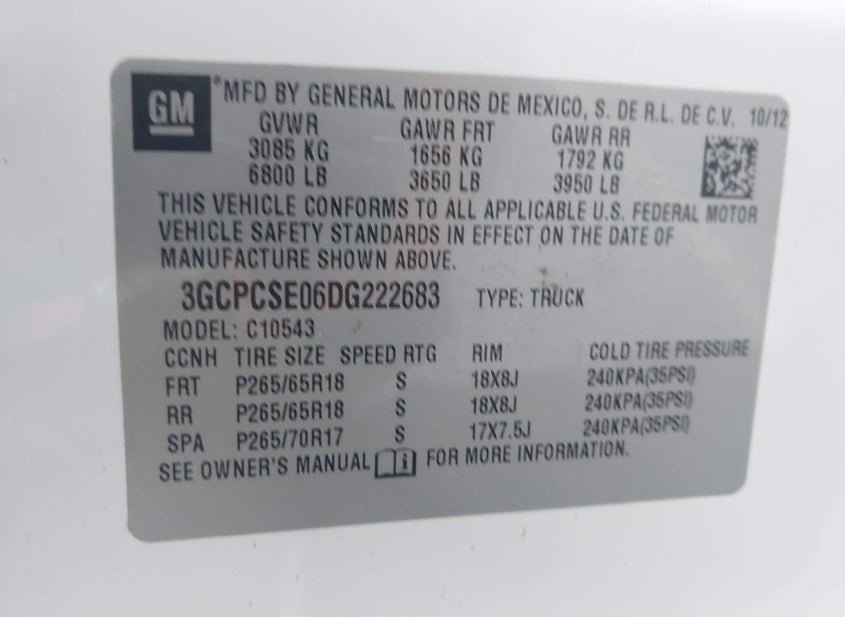 GM
*MFD BY GENERAL MOTORS DE MEXICO, S. DE R.L. DE C.V. 10/12
GVWR GAWR FRT GAWR RR
3085 KG 1656 KG 1792 KG
6800 LB 3650 LB 3950 LB
THIS VEHICLE CONFORMS TO ALL APPLICABLE U.S. FEDERAL MOTOR
VEHICLE SAFETY STANDARDS IN EFFECT ON THE DATE OF
MANUFACTURE SHOWN ABOVE.
3GCPCSE06DG222683 TYPE: TRUCK
MODEL: C10543
CCNH TIRE SIZE SPEED RTG RIM COLD TIRE PRESSURE
FRT P265/65R18 S 18X8J 240KPA(35PSI)
RR P265/65R18 S 18X8J 240KPA(35PSI)
SPA P265/70R17 S 17X7.5J 240KPA(35PSI)
SEE OWNER'S MANUAL i FOR MORE INFORMATION.